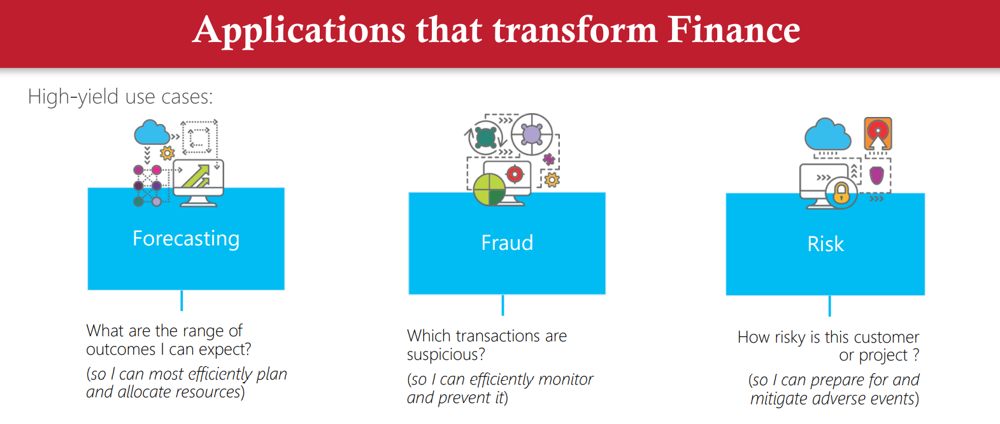 Applications that transform Finance
High-yield use cases:
Forecasting
What are the range of
outcomes I can expect?
(so I can most efficiently plan
and allocate resources)
Fraud
Which transactions are
suspicious?
(so I can efficiently monitor
and prevent it)
Risk
How risky is this customer
or project ?
(so I can prepare for and
mitigate adverse events)